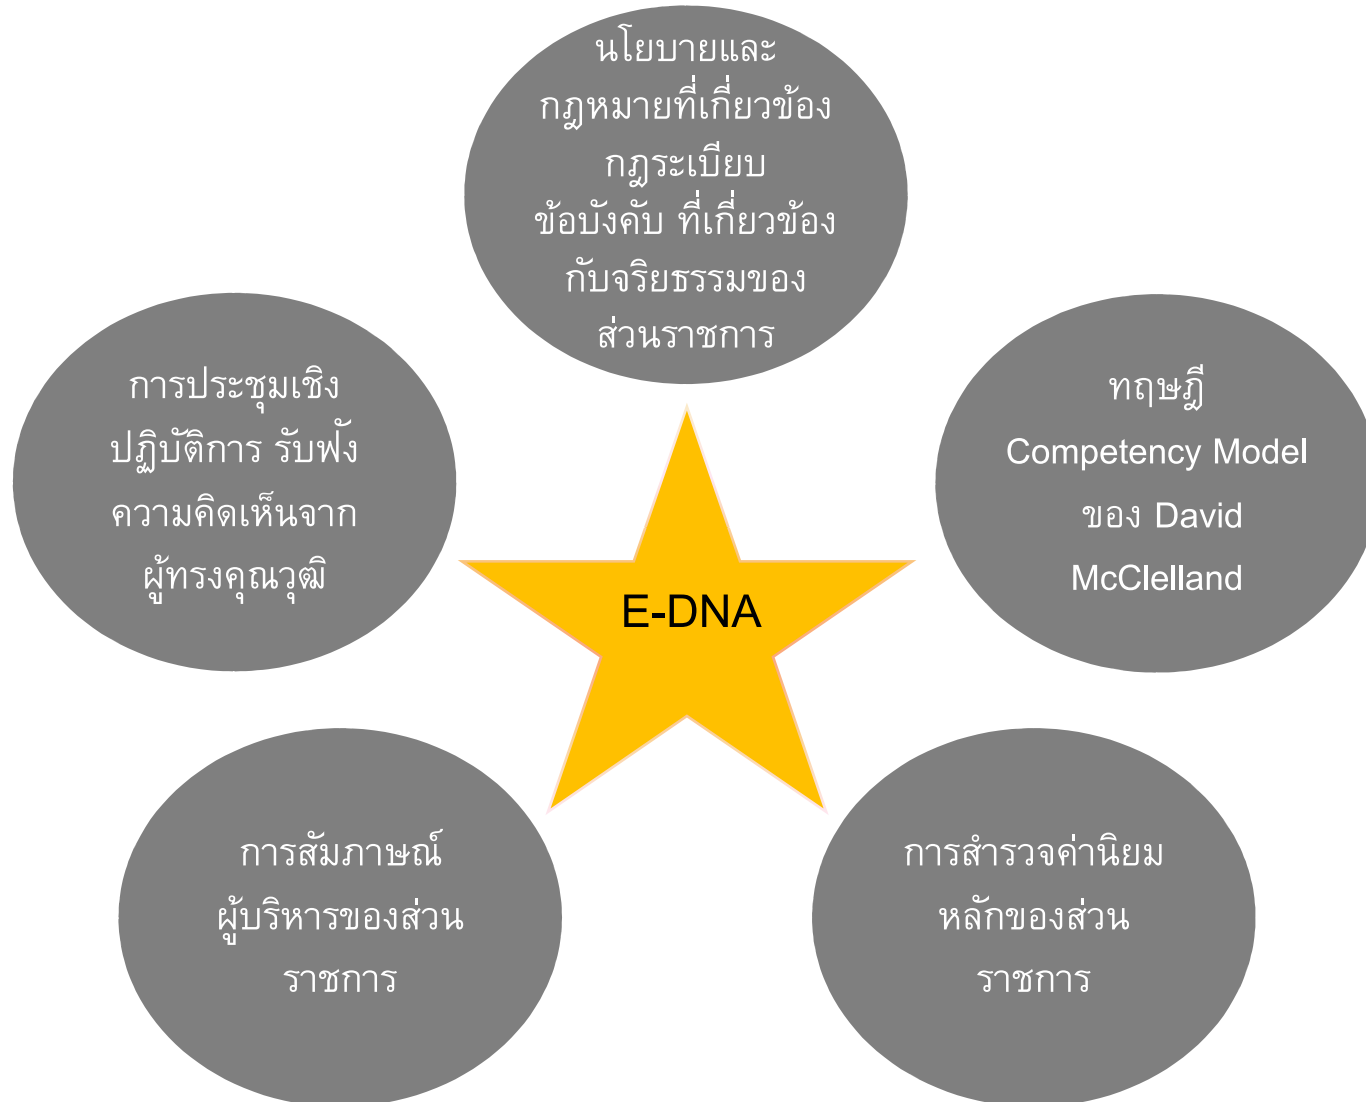 นโยบายและ
กฎหมายที่เกี่ยวข้อง
กฎระเบียบ
ข้อบังคับ ที่เกี่ยวข้อง
กับจริยธรรมของ
ส่วนราชการ
การประชุมเชิง
ปฏิบัติการ รับฟัง
ความคิดเห็นจาก
ผู้ทรงคุณวุฒิ
ทฤษฎี
Competency Model
ของ David
McClelland
E-DNA
การสัมภาษณ์
ผู้บริหารของส่วน
ราชการ
การสำรวจค่านิยม
หลักของส่วน
ราชการ